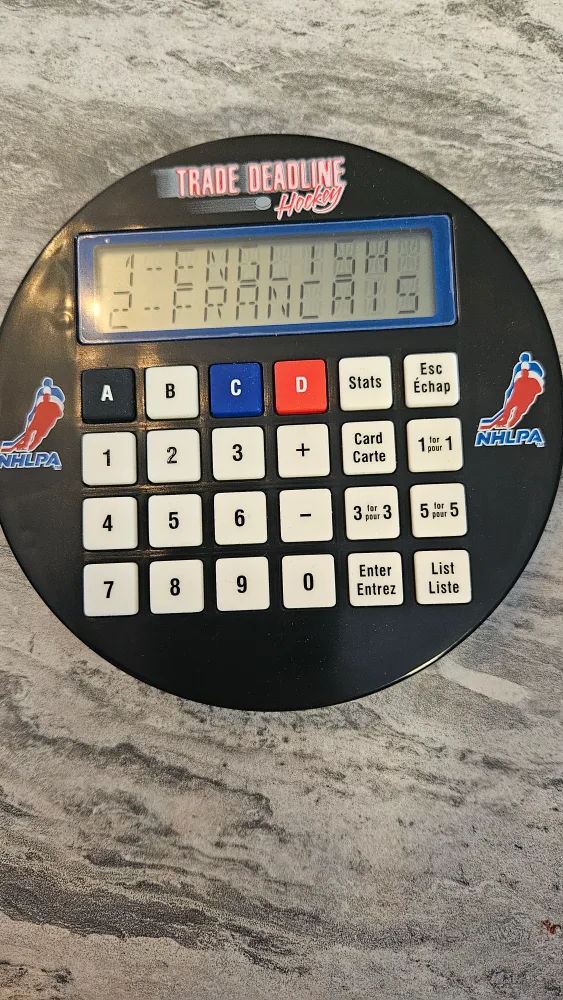 TRADE DEADLINE
Hockey
1-ENGLISH
2-FRANCAIS
A B C D Stats Esc Échap
1 2 3 + Card Carte 1 for pour 1
4 5 6 - 3 for pour 3 5 for pour 5
7 8 9 0 Enter Entrez List Liste
NHLPA
NHLPA